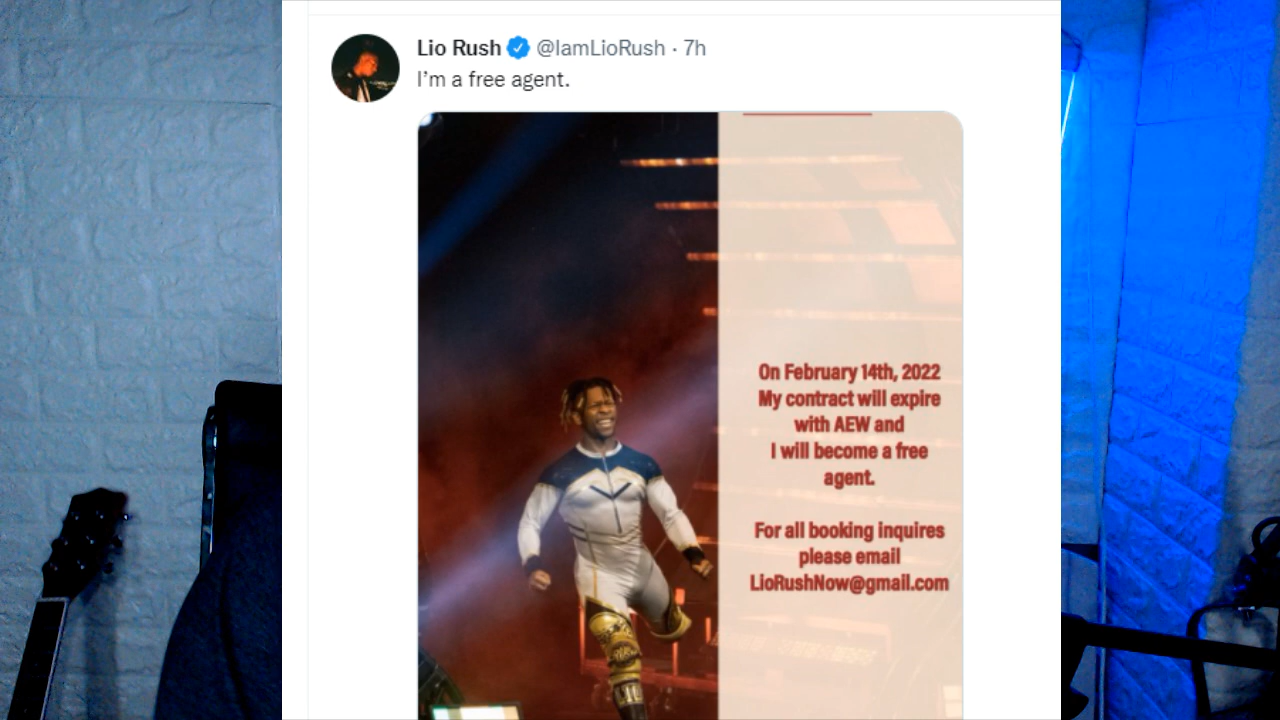 Lio Rush @IamLioRush · 7h
I'm a free agent.
On February 14th, 2022
My contract will expire
with AEW and
I will become a free
agent.
For all booking inquires
please email
LioRushNow@gmail.com